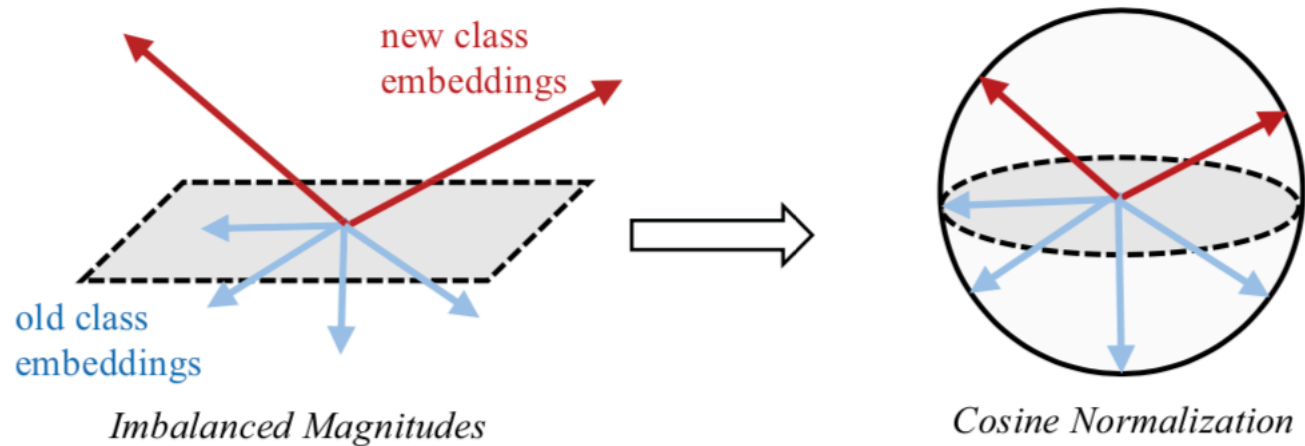 new class
embeddings
old class
embeddings
Imbalanced Magnitudes
Cosine Normalization